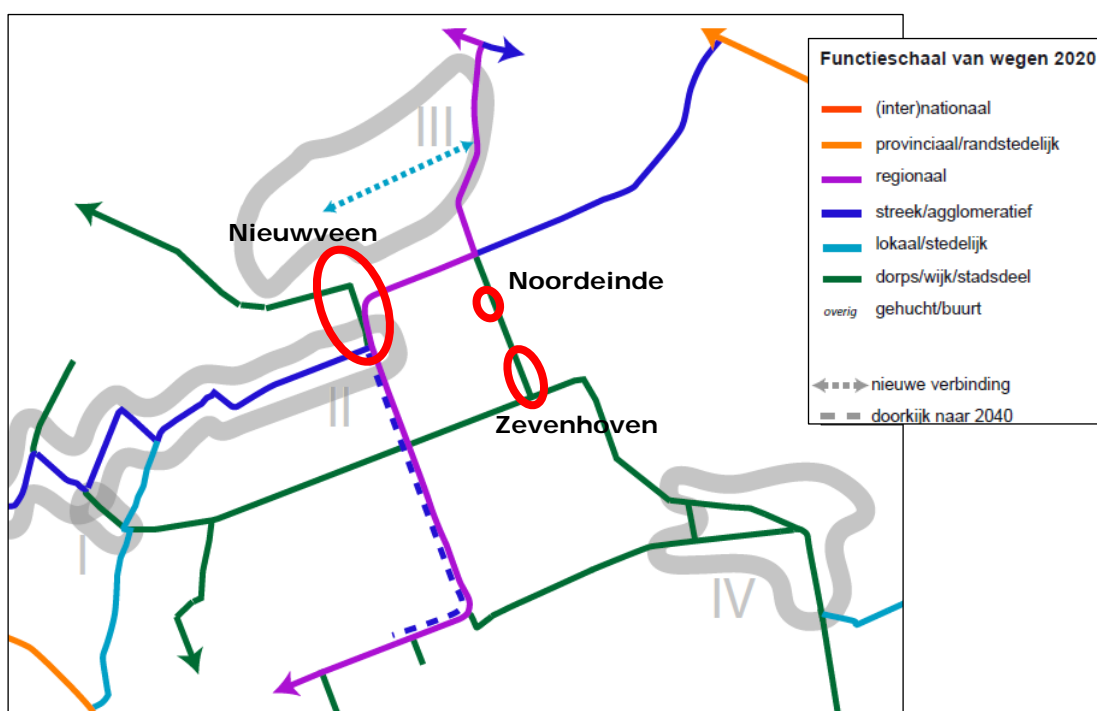 III
Nieuwveen
Noordeinde
II
Zevenhoven
I
IV
Functieschaal van wegen 2020
(inter)nationaal
provinciaal/randstedelijk
regionaal
streek/agglomeratief
lokaal/stedelijk
dorps/wijk/stadsdeel
overig gehucht/buurt
nieuwe verbinding
doorkijk naar 2040